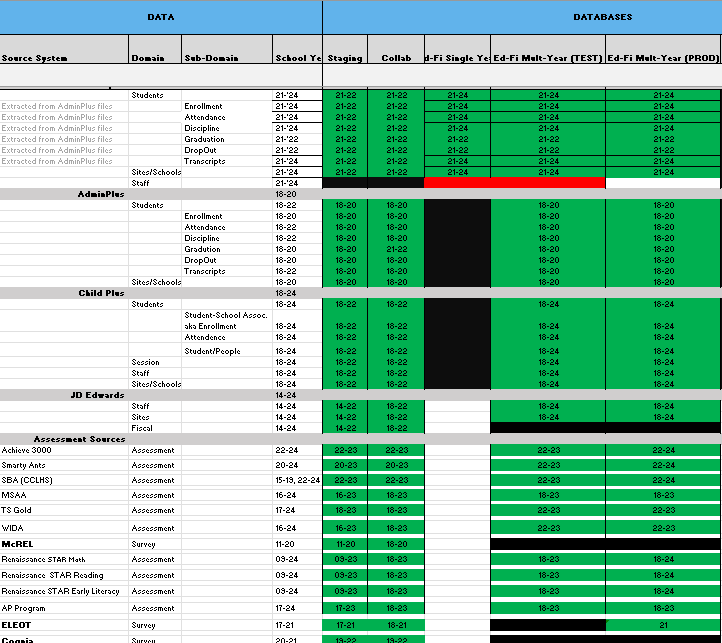 DATA DATABASES
Source System Domain Sub-Domain School Ye Staging Collab d-Fi Single Ye Ed-Fi Mult-Year (TEST) Ed-Fi Mult-Year (PROD)
Students 21-'24 21-22 21-22 21-24 21-24 21-24
Extracted from AdminPlus files Enrollment 21-'24 21-22 21-22 21-24 21-24 21-24
Extracted from AdminPlus files Attendance 21-'24 21-22 21-22 21-24 21-24 21-24
Extracted from AdminPlus files Discipline 21-'24 21-22 21-22 21-24 21-24 21-24
Extracted from AdminPlus files Graduation 21-'22 21-22 21-22 21-22 21-22 21-22
Extracted from AdminPlus files DropOut 21-'22 21-22 21-22 21-22 21-22 21-22
Extracted from AdminPlus files Transcripts 21-'24 21-22 21-22 21-24 21-24 21-24
Sites/Schools 21-'24 21-22 21-22 21-24 21-24 21-24
Staff 21-'24
AdminPlus 18-20
Students 18-22 18-20 18-20 18-20 18-20
Enrollment 18-20 18-20 18-20 18-20 18-20
Attendance 18-22 18-20 18-20 18-20 18-20
Discipline 18-22 18-20 18-20 18-20 18-20
Gradution 18-20 18-20 21-22 18-20 18-20
DropOut 18-20 18-20 18-20 18-20 18-20
Transcripts 18-20 18-20 18-20 18-20 18-20
Sites/Schools 18-20 18-20 18-20 18-20 18-20
Child Plus 18-24
Students 18-24 18-22 18-22 18-24 18-24
Student-School Assoc.
aka Enrollment 18-24 18-22 18-22 18-24 18-24
Attendence 18-24 18-22 18-22 18-24 18-24
Student/People 18-24 18-22 18-22 18-24 18-24
Session 18-24 18-22 18-22 18-24 18-24
Staff 18-24 18-22 18-22 18-24 18-24
Sites/Schools 18-24 18-22 18-22 18-24 18-24
JD Edwards 14-24
Staff 14-24 14-22 18-22 18-24 18-24
Sites 14-24 14-22 18-22 18-24 18-24
Fiscal 14-24 14-22 18-22
Assessment Sources
Achieve 3000 Assessment 22-24 22-23 22-23 22-23 22-24
Smarty Ants Assessment 20-24 20-23 20-23 22-23 22-24
SBA (CCLHS) Assessment 15-19, 22-24 22-23 22-23 22-23 22-24
MSAA Assessment 16-24 16-23 18-23 18-23 18-23
TS Gold Assessment 17-24 18-23 18-23 22-23 22-23
WIDA Assessment 16-24 16-23 18-23 22-23 22-23
McREL Survey 11-20 11-20 18-20
Renaissance STAR Math Assessment 09-24 09-23 18-23 18-23 18-24
Renaissance STAR Reading Assessment 09-24 09-23 18-23 18-23 18-24
Renaissance STAR Early Literacy Assessment 09-24 09-23 18-23 18-23 18-24
AP Program Assessment 17-24 17-23 18-23 18-23 18-23
ELEOT Survey 17-21 17-21 18-21 21
Cognia Survey 20-21 19-22 19-22